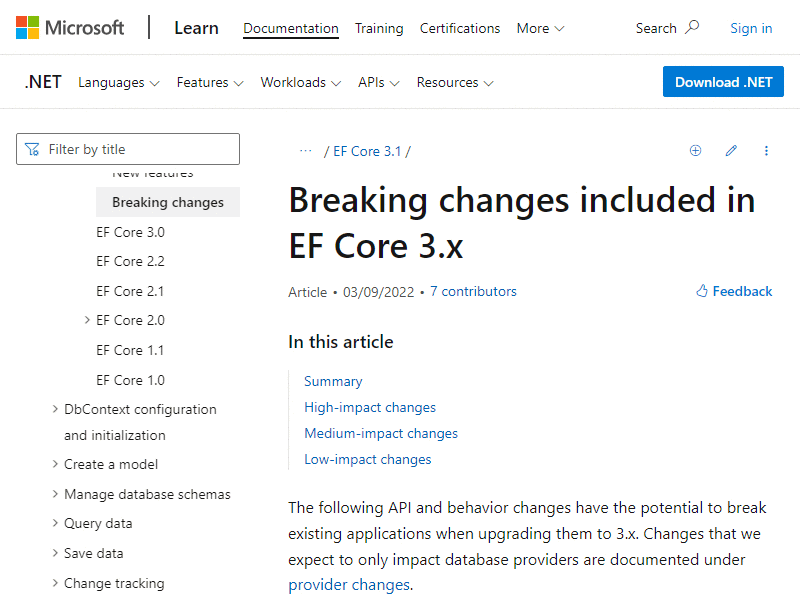 Microsoft Learn Documentation Training Certifications More Search Sign in
.NET Languages Features Workloads APIs Resources Download .NET
Filter by title
New features
Breaking changes
EF Core 3.0
EF Core 2.2
EF Core 2.1
EF Core 2.0
EF Core 1.1
EF Core 1.0
DbContext configuration
and initialization
Create a model
Manage database schemas
Query data
Save data
Change tracking
... / EF Core 3.1 /
Breaking changes included in
EF Core 3.x
Article • 03/09/2022 • 7 contributors
Feedback
In this article
Summary
High-impact changes
Medium-impact changes
Low-impact changes
The following API and behavior changes have the potential to break
existing applications when upgrading them to 3.x. Changes that we
expect to only impact database providers are documented under
provider changes.